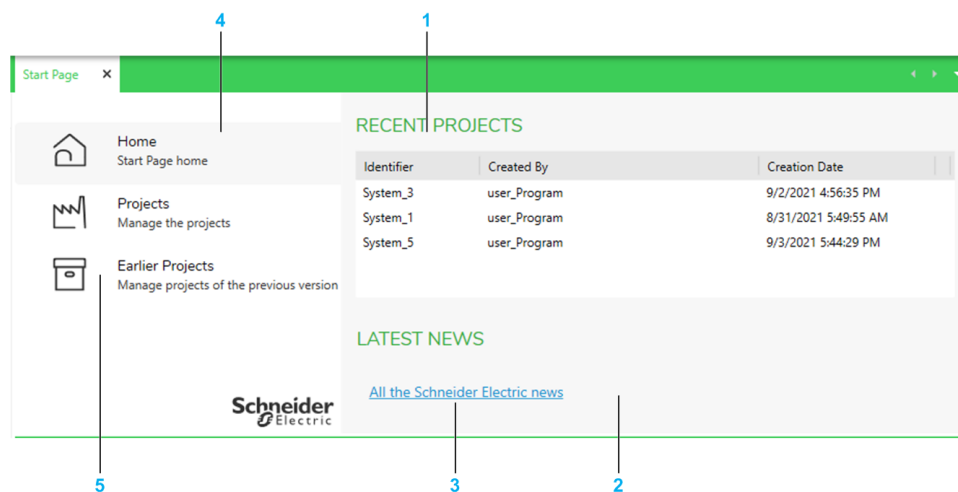 4 1
Start Page
RECENT PROJECTS
Home
Start Page home
Identifier Created By Creation Date
System_3 user_Program 9/2/2021 4:56:35 PM
Projects
Manage the projects
System_1 user_Program 8/31/2021 5:49:55 AM
System_5 user_Program 9/3/2021 5:44:29 PM
Earlier Projects
Manage projects of the previous version
LATEST NEWS
All the Schneider Electric news
Schneider
Electric
5 3 2